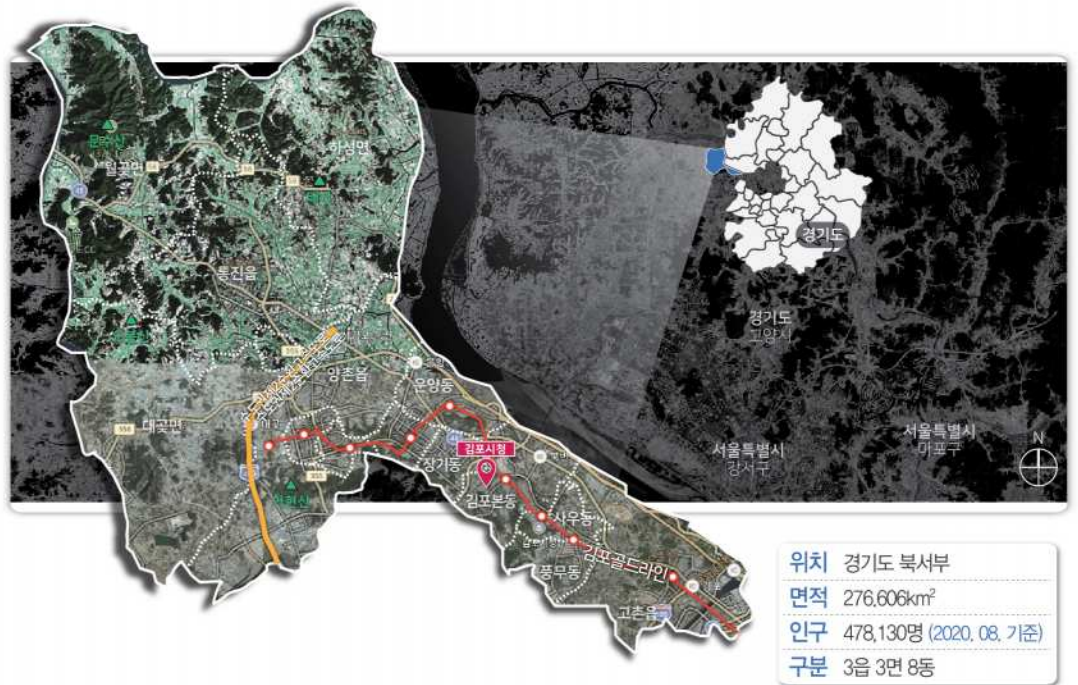 문수산
월곶면
하성면
경기도
통진읍
경기도
고양시
양촌읍
운양동
대곶면
356
서울특별시
마포구
서울특별시
강서구
N
김포시청
장기동
355
김포본동
사우동
김포골드라인
풍무동
고촌읍
위치 경기도 북서부
면적 276.606km²
인구 478,130명 (2020. 08. 기준)
구분 3읍 3면 8동